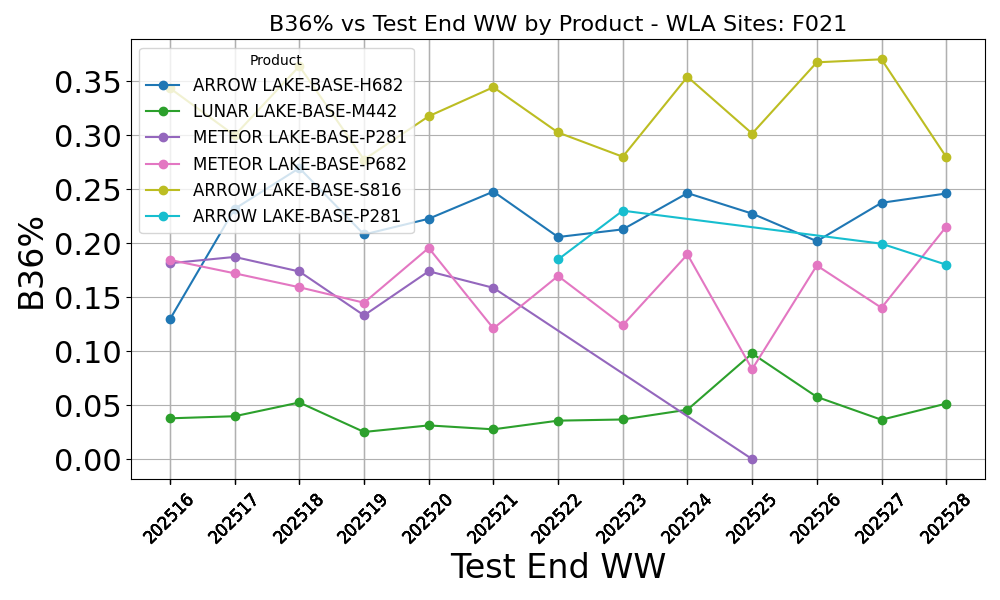 B36% vs Test End WW by Product - WLA Sites: F021
Product
ARROW LAKE-BASE-H682
LUNAR LAKE-BASE-M442
METEOR LAKE-BASE-P281
METEOR LAKE-BASE-P682
ARROW LAKE-BASE-S816
ARROW LAKE-BASE-P281
B36%
0.35
0.30
0.25
0.20
0.15
0.10
0.05
0.00
202516
202517
202518
202519
202520
202521
202522
202523
202524
202525
202526
202527
202528
Test End WW